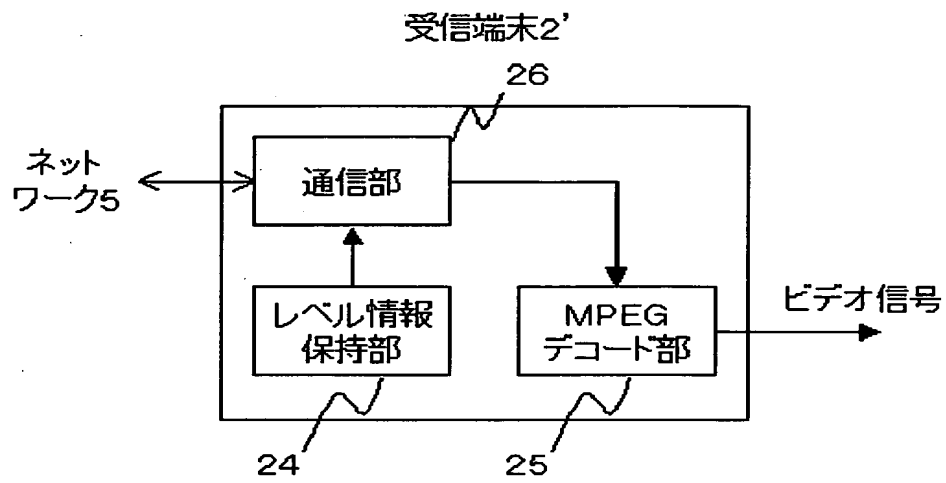 受信端末2'
26
ネット
ワーク5
通信部
レベル情報
保持部
MPEG
デコード部
ビデオ信号
24
25